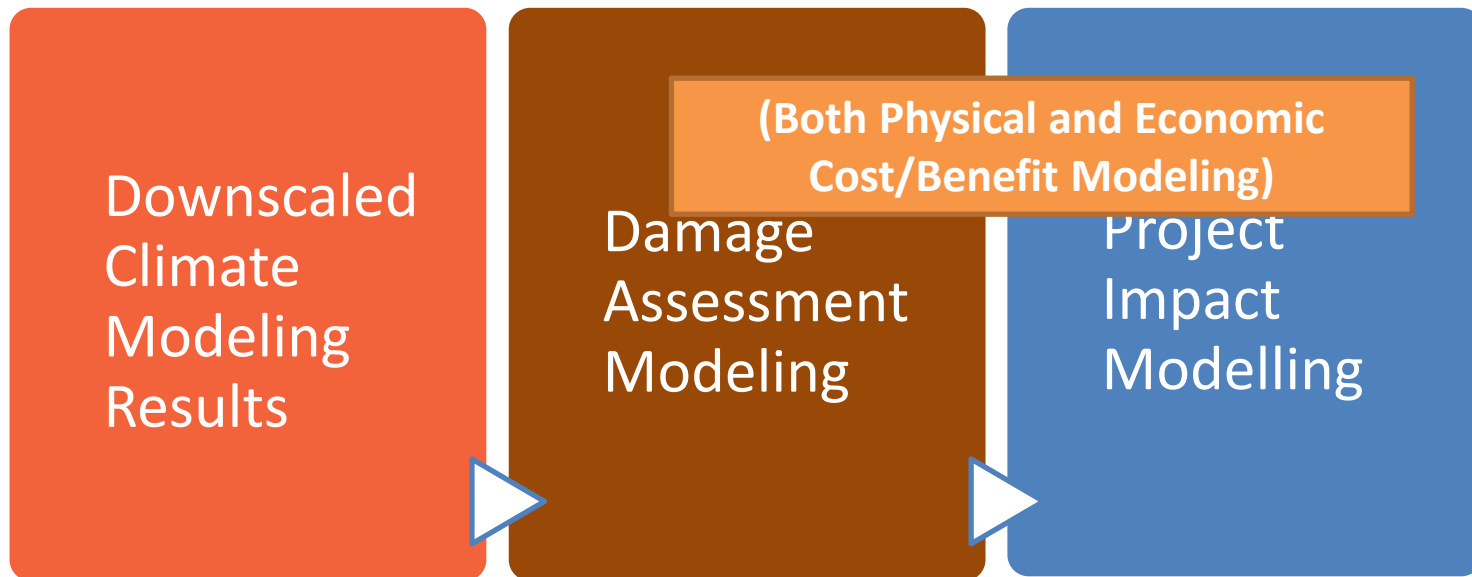 Downscaled
Climate
Modeling
Results
(Both Physical and Economic
Cost/Benefit Modeling)
Damage
Assessment
Modeling
Project
Impact
Modelling